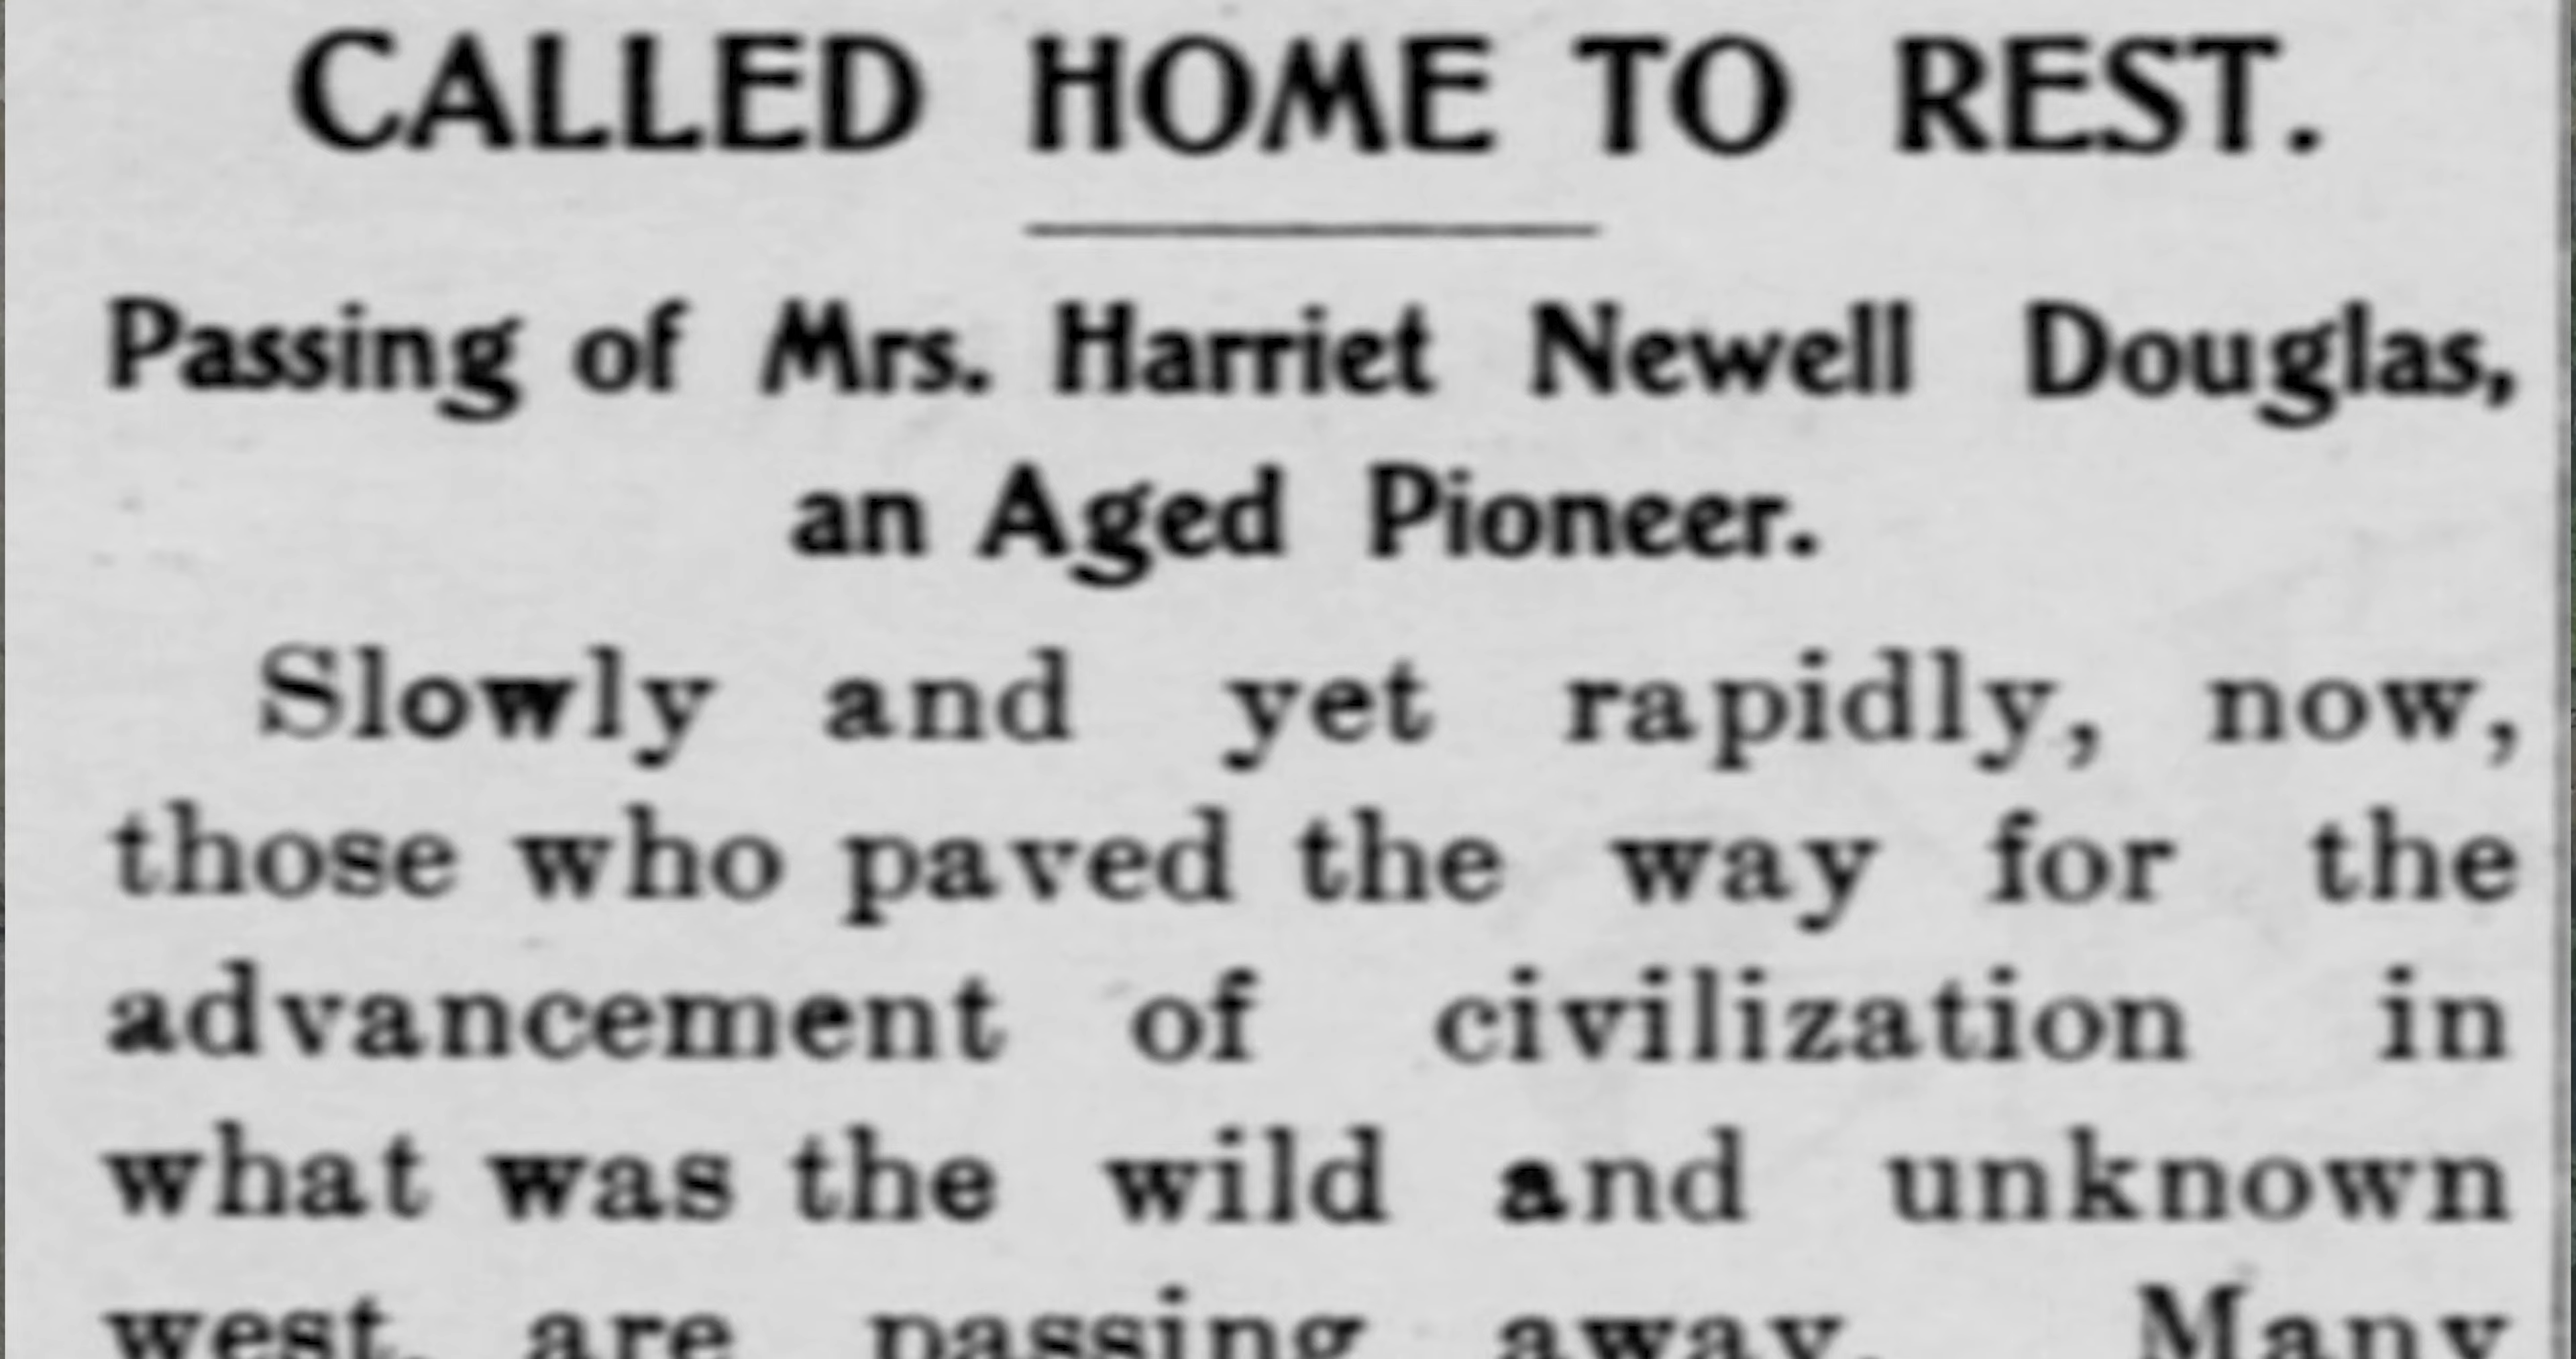 CALLED HOME TO REST.
Passing of Mrs. Harriet Newell Douglas,
an Aged Pioneer.
Slowly and yet rapidly, now,
those who paved the way for the
advancement of civilization in
what was the wild and unknown
west, are passing away. Many